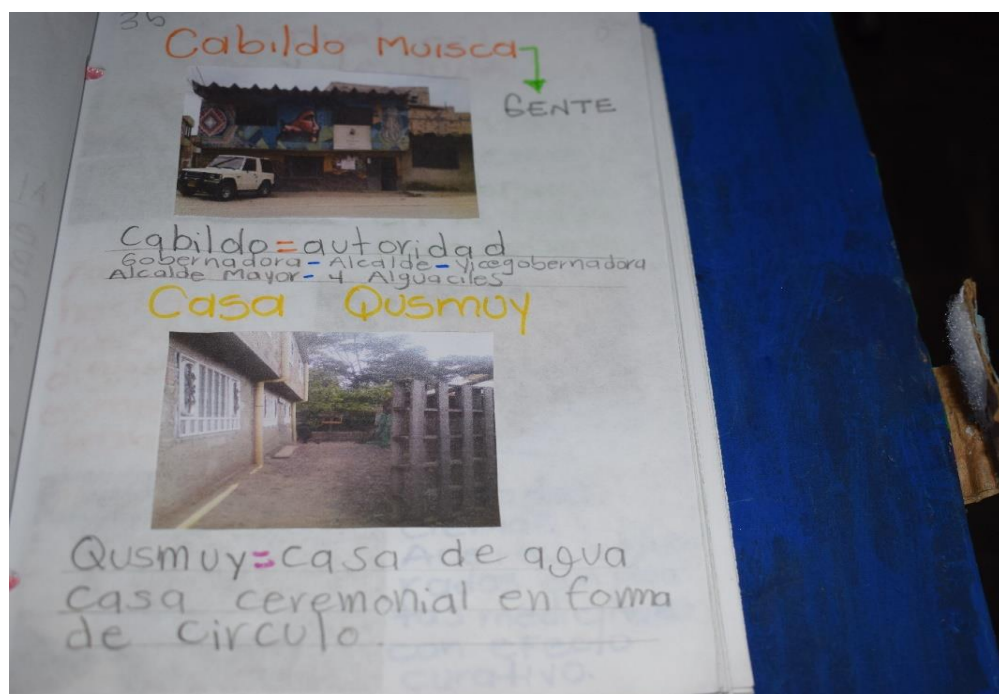 36
Cabildo Muisca
GENTE
Cabildo = autoridad
Gobernadora - Alcalde - Vicegobernadora
Alcalde Mayor - 4 Alguaciles
Casa Qusmuy
Qusmuy = casa de agua
Casa ceremonial en forma
de circulo